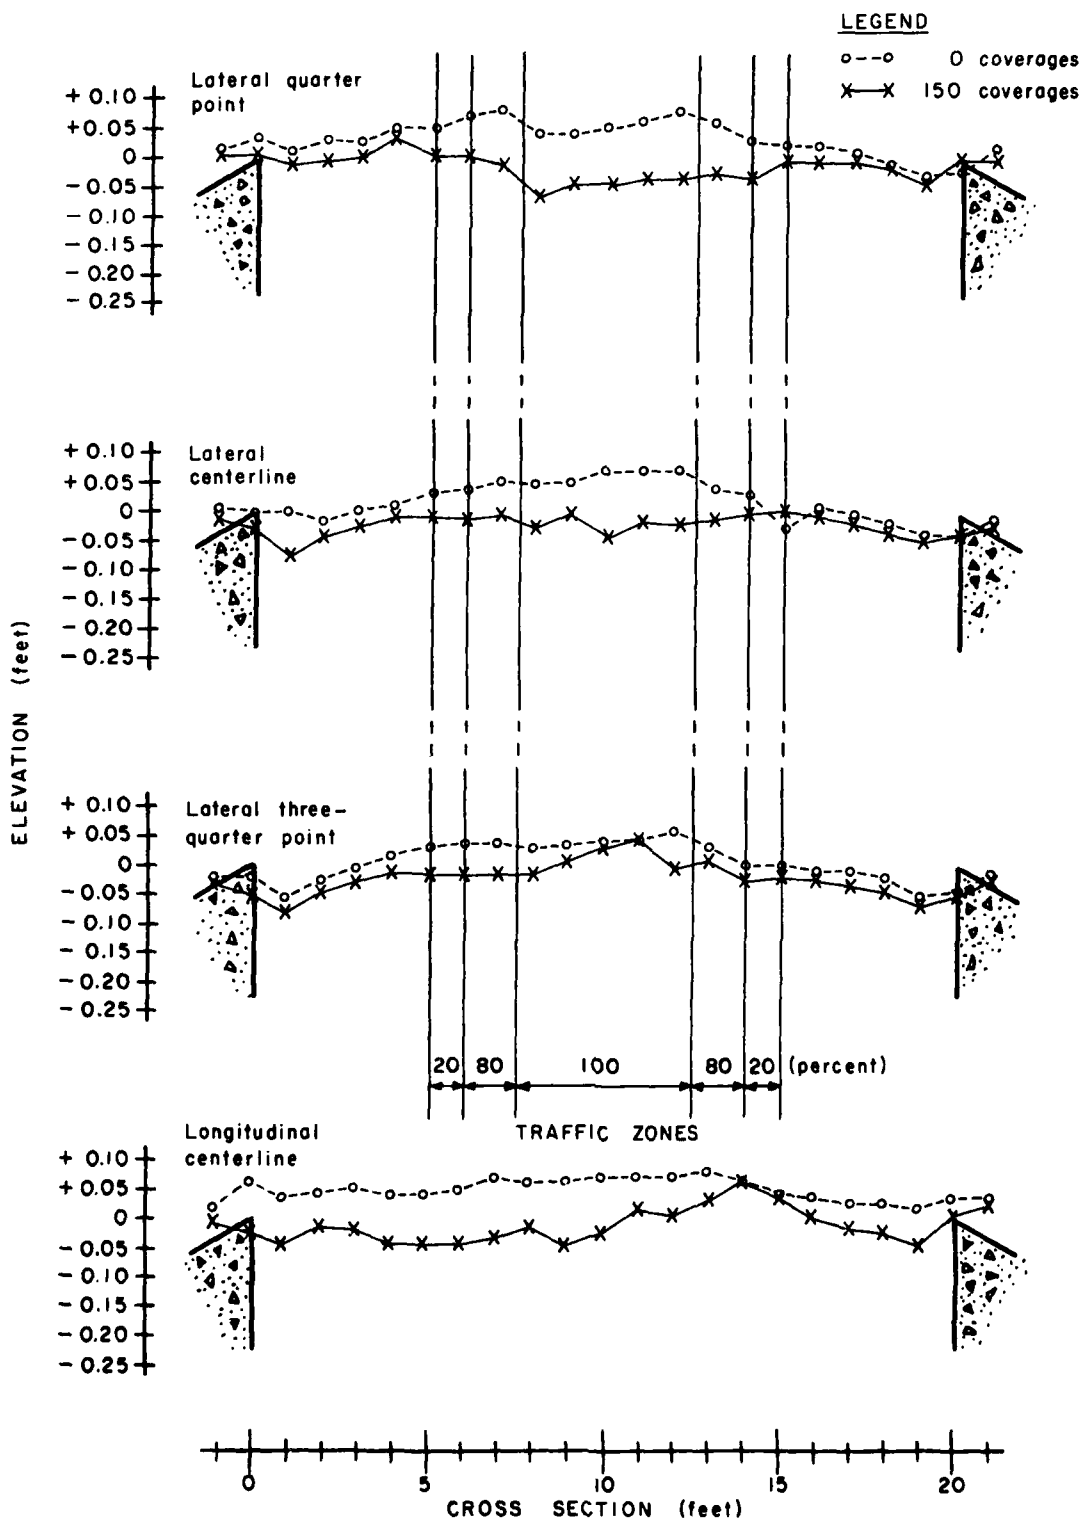 LEGEND
0 coverages
150 coverages
Lateral quarter
point
+ 0.10
+0.05
0
- 0.05
- 0.10
- 0.15
- 0.20
- 0.25
Lateral
centerline
+ 0.10
+ 0.05
0
- 0.05
- 0.10
- 0.15
- 0.20
- 0.25
ELEVATION (feet)
Lateral three-
quarter point
+ 0.10
+ 0.05
0
- 0.05
- 0.10
- 0.15
- 0.20
- 0.25
20 80 100 80 20 (percent)
TRAFFIC ZONES
Longitudinal
centerline
+ 0.10
+ 0.05
0
- 0.05
- 0.10
- 0.15
- 0.20
- 0.25
0 5 10 15 20
CROSS SECTION (feet)